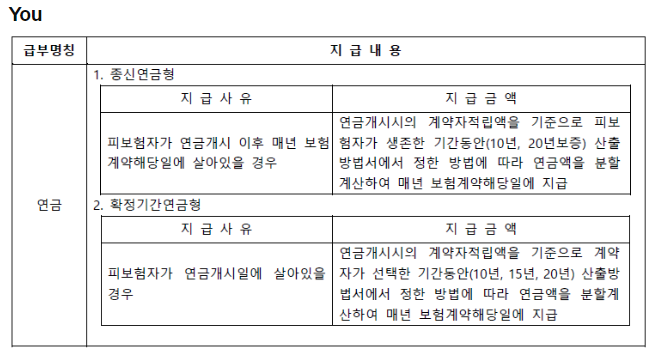 You
급부명칭
지 급 내 용
연금
1. 종신연금형
지 급 사 유
지 급 금 액
피보험자가 연금개시 이후 매년 보험
계약해당일에 살아있을 경우
연금개시시의 계약자적립액을 기준으로 피보
험자가 생존한 기간동안(10년, 20년보증) 산출
방법서에서 정한 방법에 따라 연금액을 분할
계산하여 매년 보험계약해당일에 지급
2. 확정기간연금형
지 급 사 유
지 급 금 액
피보험자가 연금개시일에 살아있을
경우
연금개시시의 계약자적립액을 기준으로 계약
자가 선택한 기간동안(10년, 15년, 20년) 산출방
법서에서 정한 방법에 따라 연금액을 분할계
산하여 매년 보험계약해당일에 지급